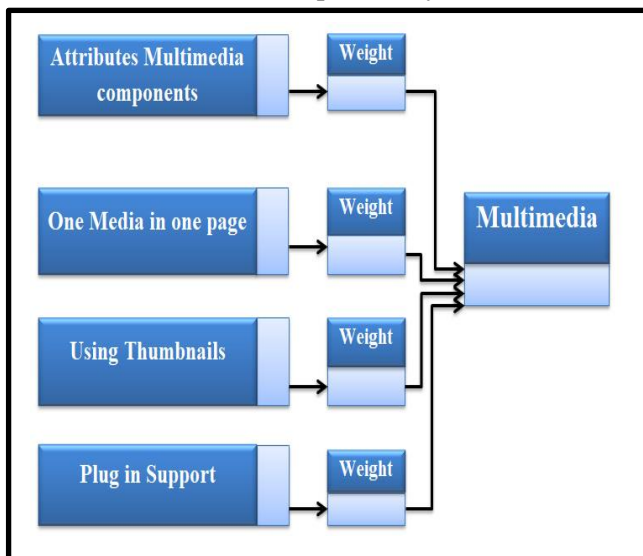 Attributes Multimedia
components
Weight
One Media in one page
Weight
Multimedia
Using Thumbnails
Weight
Plug in Support
Weight